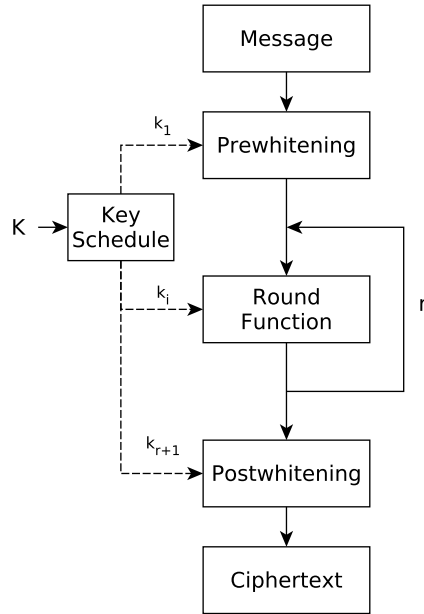 Message
k1
Prewhitening
K
Key
Schedule
ki
Round
Function
r
kr+1
Postwhitening
Ciphertext